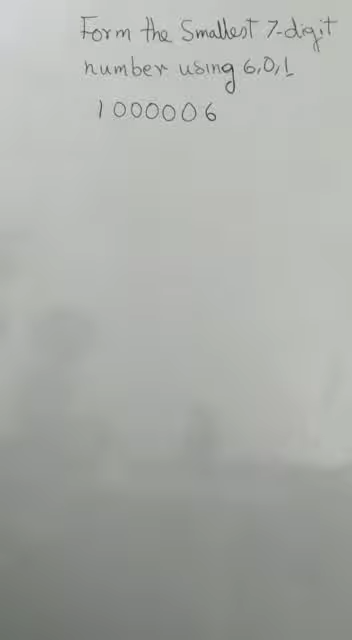 Form the Smallest 7-digit
number using 6,0,1
1000006